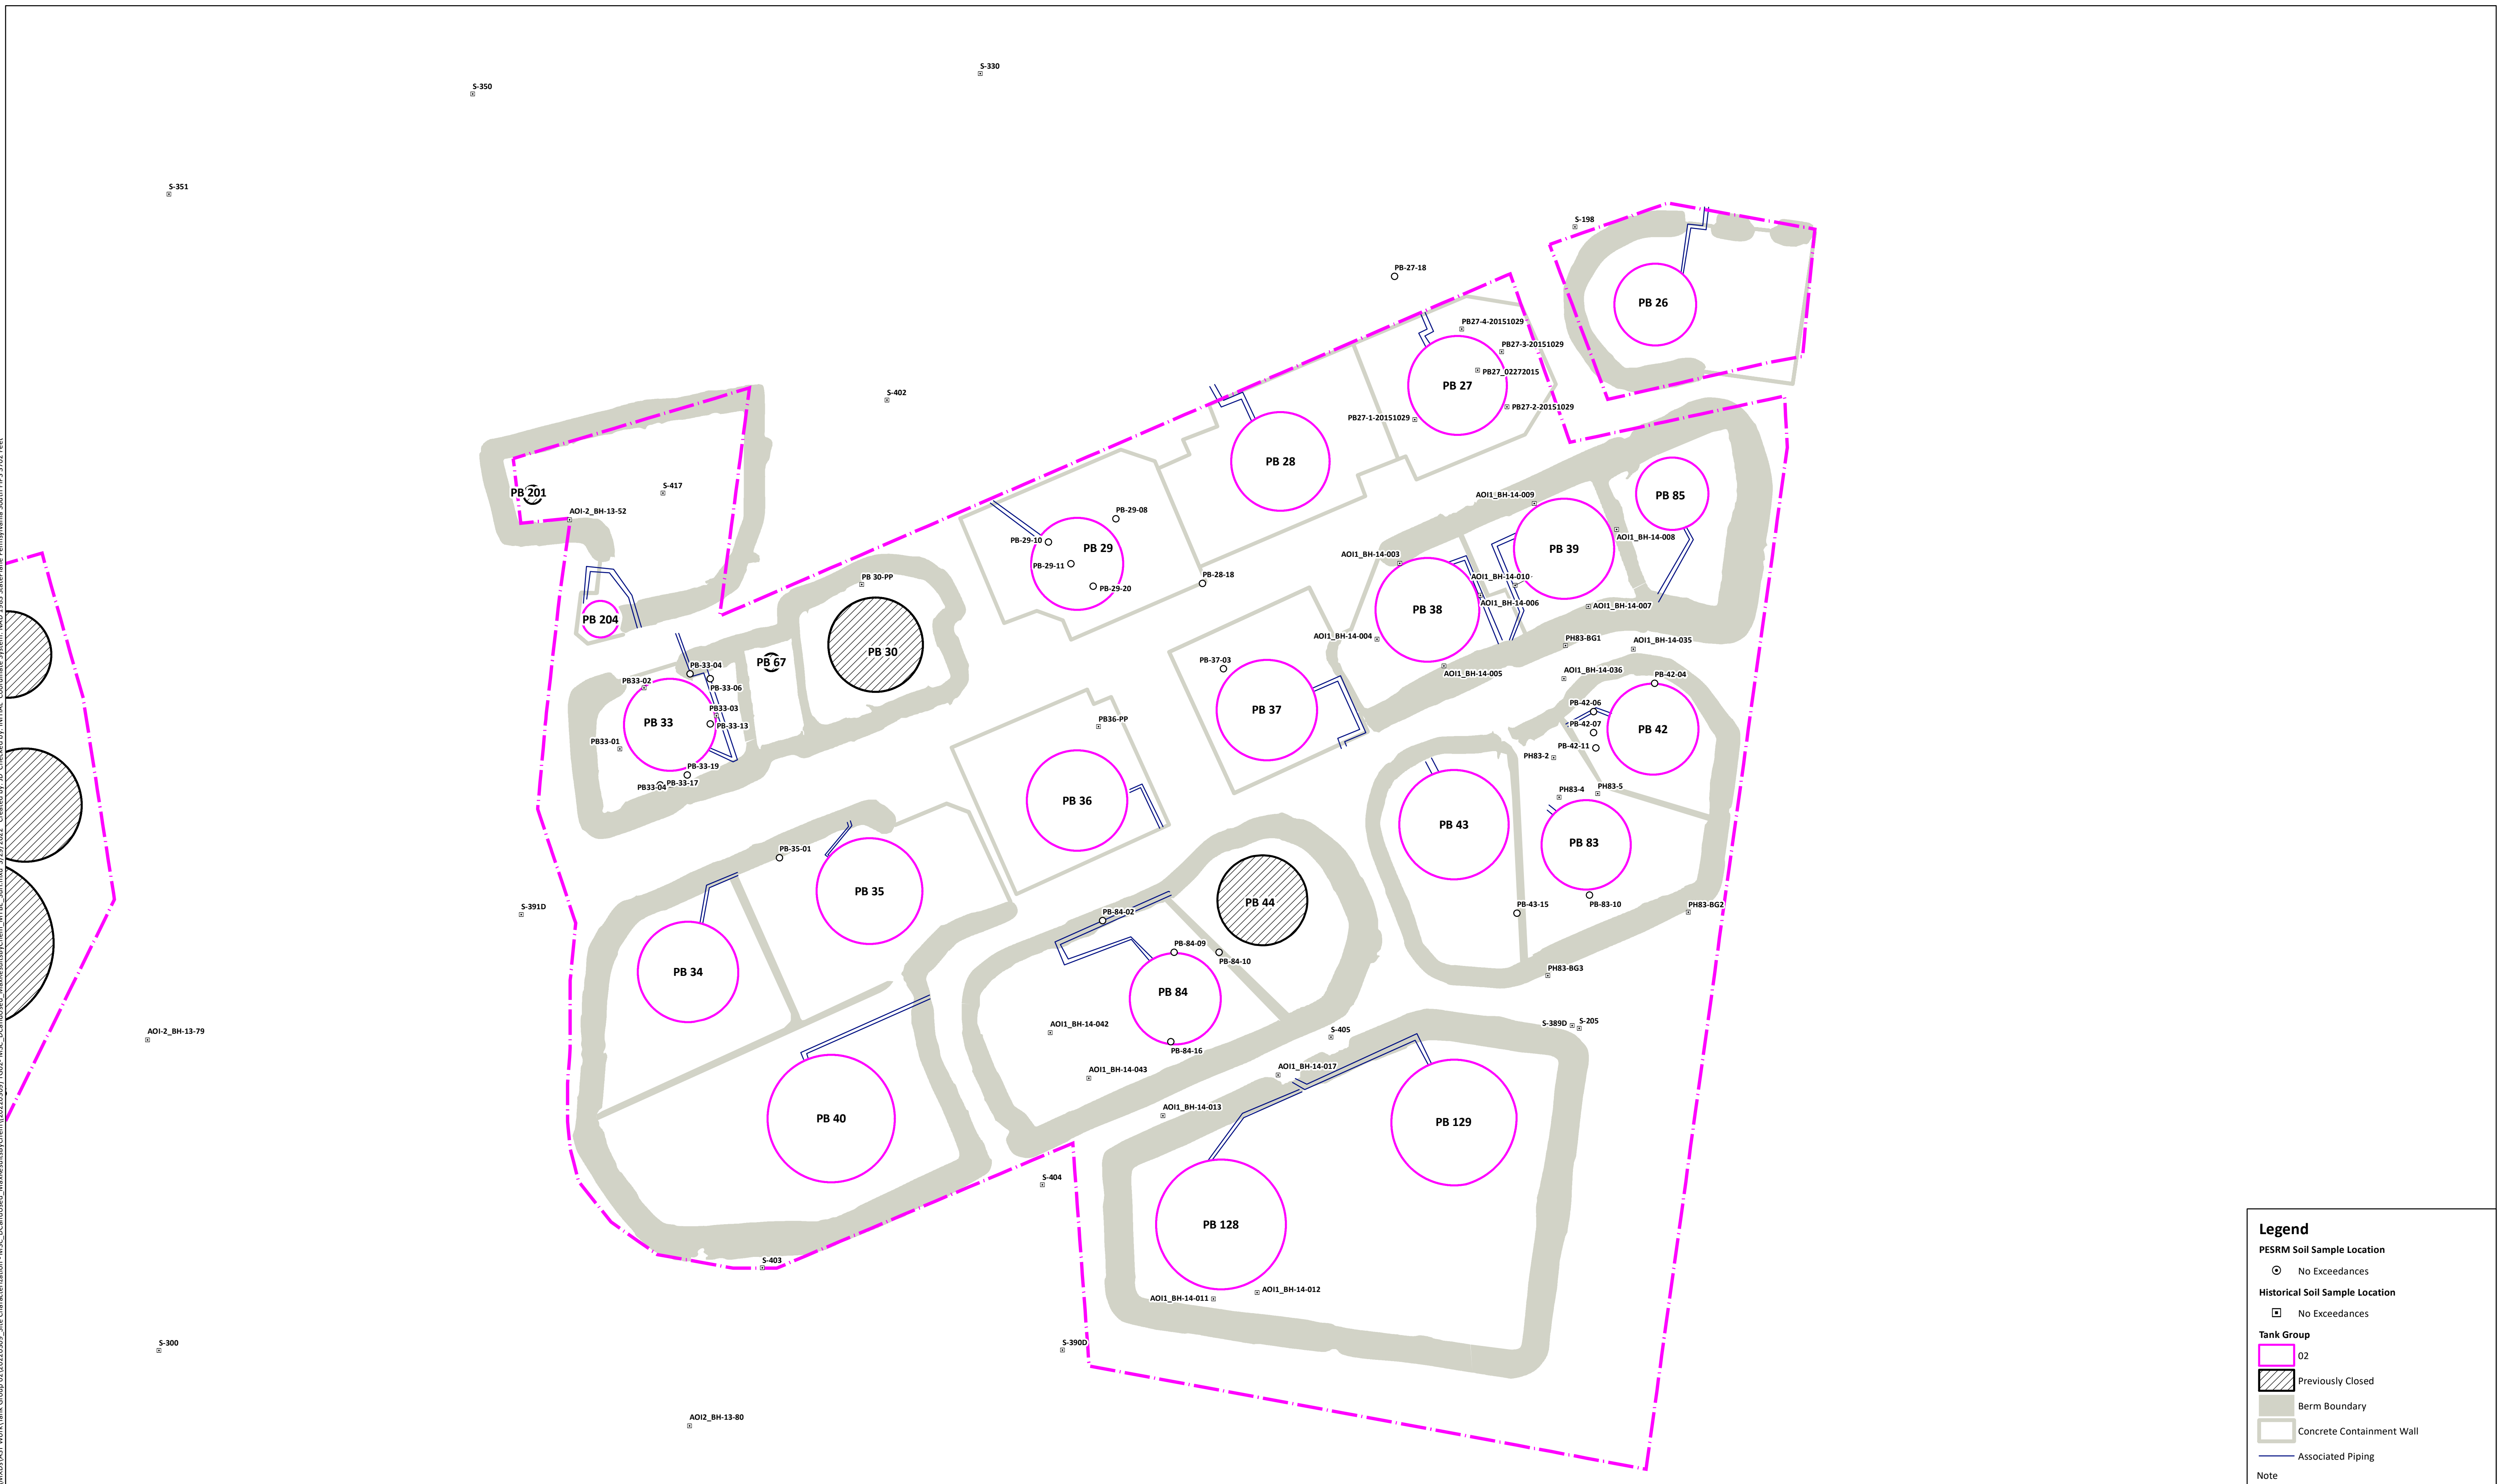 S-330
S-350
S-351
S-198
PB-27-18
PB 26
PB27-4-20151029
PB27-3-20151029
PB27_02272015
PB 27
PB27-2-20151029
PB27-1-20151029
S-402
PB 28
PB 201
S-417
AOI-2_BH-13-52
PB-29-08
PB-29-10
PB 29
PB-29-11
PB-29-20
PB-28-18
AOI1_BH-14-009
PB 85
AOI1_BH-14-008
PB 39
AOI1_BH-14-003
AOI1_BH-14-010
AOI1_BH-14-006
AOI1_BH-14-007
PB 38
AOI1_BH-14-004
AOI1_BH-14-005
PH83-BG1
AOI1_BH-14-035
AOI1_BH-14-036
PB 30-PP
PB 204
PB 30
PB 67
PB-33-04
PB-33-06
PB33-02
PB33-03
PB-33-13
PB 33
PB33-01
PB-33-19
PB-33-17
PB33-04
PB-37-03
PB 37
PB36-PP
PB 36
PB-42-04
PB-42-06
PB-42-07
PB 42
PB-42-11
PH83-2
PH83-4
PH83-5
PB 43
PB 83
PB-83-10
PB-43-15
PH83-BG2
PH83-BG3
PB-35-01
PB 35
PB 34
S-391D
PB 44
PB-84-02
PB-84-09
PB-84-10
PB 84
PB-84-16
AOI1_BH-14-042
AOI1_BH-14-043
S-405
S-389D
S-205
AOI-2_BH-13-79
AOI1_BH-14-017
AOI1_BH-14-013
PB 40
PB 129
S-404
PB 128
S-403
AOI1_BH-14-011
AOI1_BH-14-012
S-300
S-390D
AOI2_BH-13-80
Legend
PESRM Soil Sample Location
No Exceedances
Historical Soil Sample Location
No Exceedances
Tank Group
02
Previously Closed
Berm Boundary
Concrete Containment Wall
Associated Piping
Note